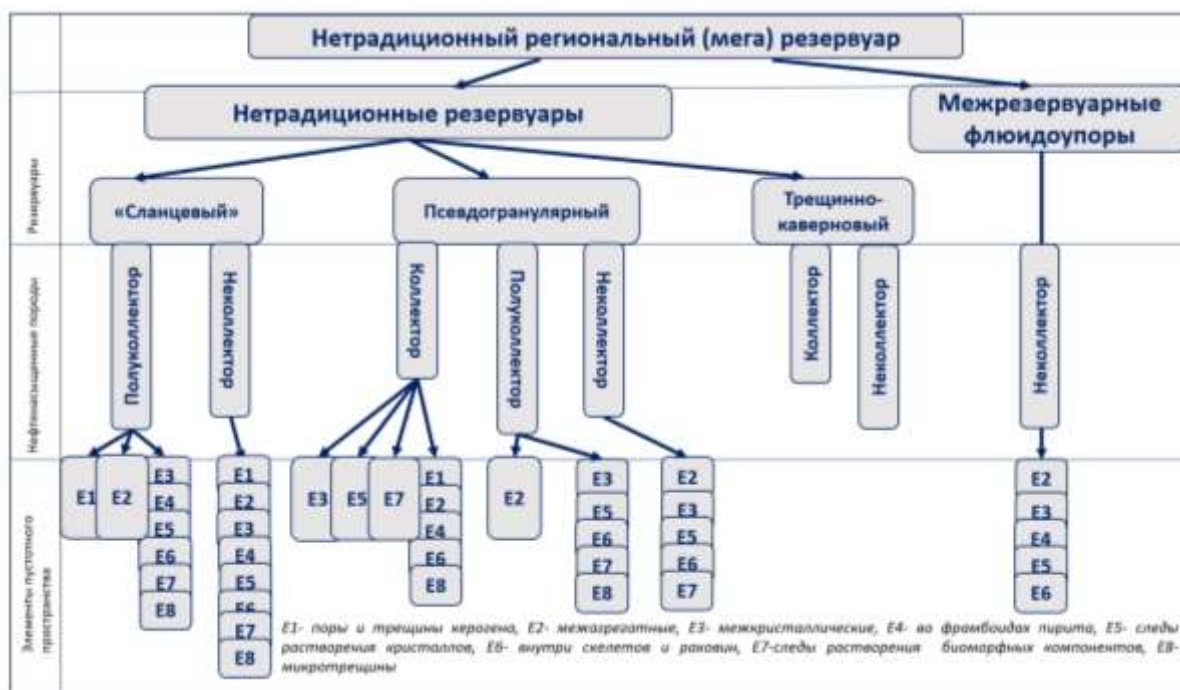 Нетрадиционный региональный (мега) резервуар
Нетрадиционные резервуары
Межрезервуарные
флюидоупоры
Резервуары
«Сланцевый»
Псевдогранулярный
Трещинно-
каверновый
Нефтенасыщенные породы
Полуколлектор
Неколлектор
Коллектор
Полуколлектор
Неколлектор
Коллектор
Неколлектор
Неколлектор
Элементы пустотного
пространства
E1
E2
E3
E4
E5
E6
E7
E8
E1
E2
E3
E4
E5
E6
E7
E8
E3
E5
E7
E1
E2
E4
E6
E8
E2
E3
E5
E6
E7
E8
E2
E3
E5
E6
E7
E2
E3
E4
E5
E6
E1- поры и трещины керогена, E2- межагрегатные, E3- межкристаллические, E4- во фрамбоидах пирита, E5- следы
растворения кристаллов, E6- внутри скелетов и раковин, E7-следы растворения биоморфных компонентов, E8-
микротрещины